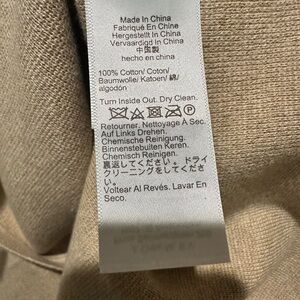 Made In China
Fabriqué En Chine
Hergestellt In China
Vervaardigd In China
中国製
hecho en china
100% Cotton/ Coton/
Baumwolle/ Katoen/ 綿/
algodón
Turn Inside Out. Dry Clean.
Retourner. Nettoyage À Sec.
Auf Links Drehen.
Chemische Reinigung.
Binnenstebuiten Keren.
Chemisch Reinigen.
裏返してください。ドライ
クリーニングをしてくださ
い。
Voltear Al Revés. Lavar En
Seco.